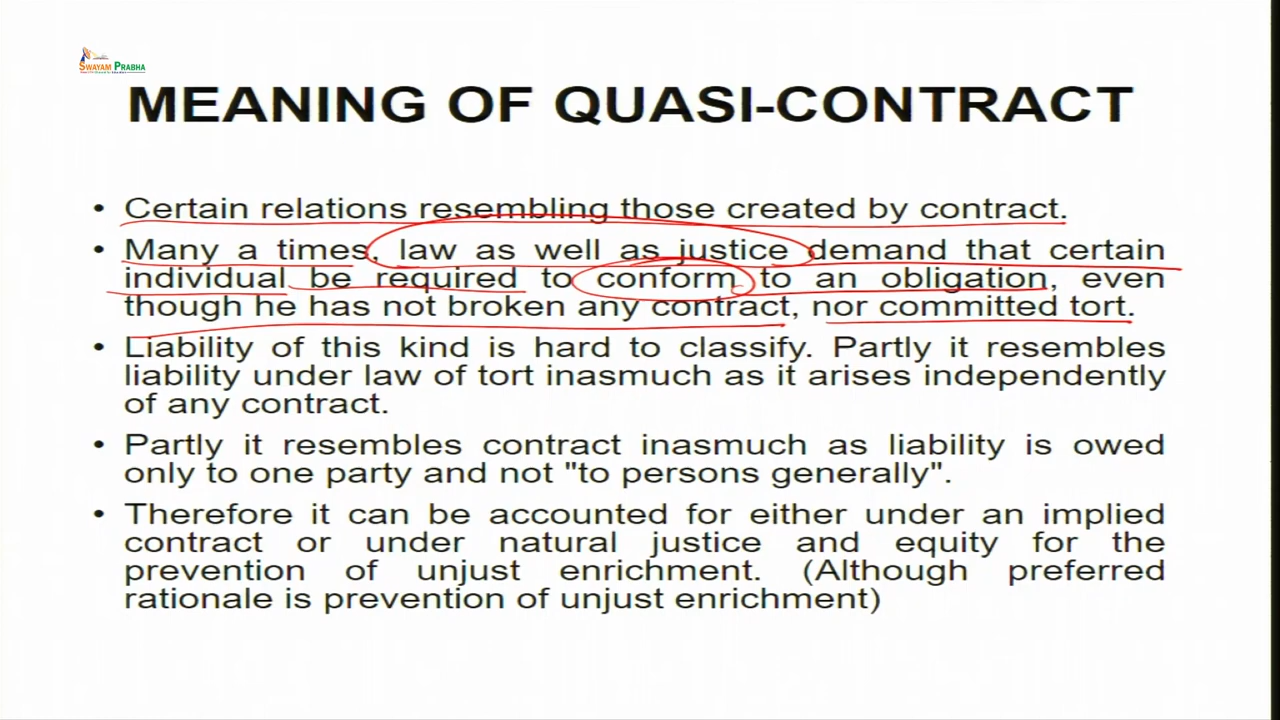 SWAYAM PRABHA
MEANING OF QUASI-CONTRACT
• Certain relations resembling those created by contract.
• Many a times, law as well as justice demand that certain
individual be required to conform to an obligation, even
though he has not broken any contract, nor committed tort.
• Liability of this kind is hard to classify. Partly it resembles
liability under law of tort inasmuch as it arises independently
of any contract.
• Partly it resembles contract inasmuch as liability is owed
only to one party and not "to persons generally".
• Therefore it can be accounted for either under an implied
contract or under natural justice and equity for the
prevention of unjust enrichment. (Although preferred
rationale is prevention of unjust enrichment)